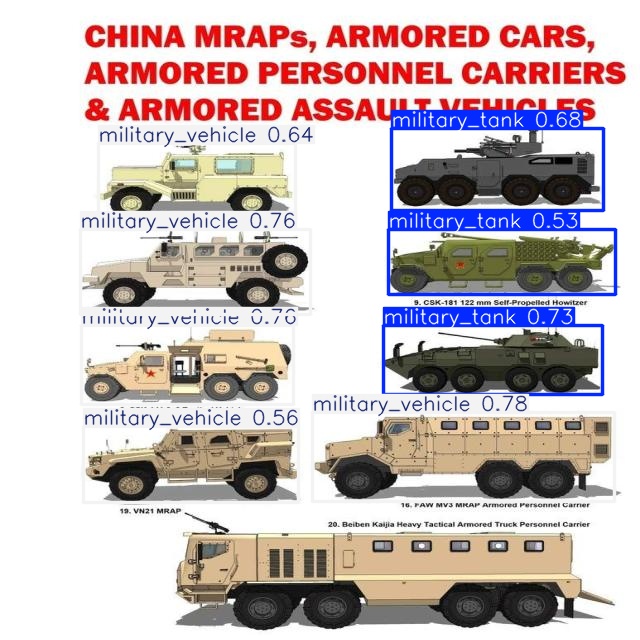 CHINA MRAPs, ARMORED CARS,
ARMORED PERSONNEL CARRIERS
& ARMORED ASSAULT VEHICLES
military_vehicle 0.64
military_tank 0.68
military_vehicle 0.76
military_tank 0.53
9. CSK-181 122 mm Self-Propelled Howitzer
military_vehicle 0.76
military_tank 0.73
military_vehicle 0.56
military_vehicle 0.78
19. VN21 MRAP
16. FAW MV3 MRAP Armored Personnel Carrier
20. Beiben Kaijia Heavy Tactical Armored Truck Personnel Carrier